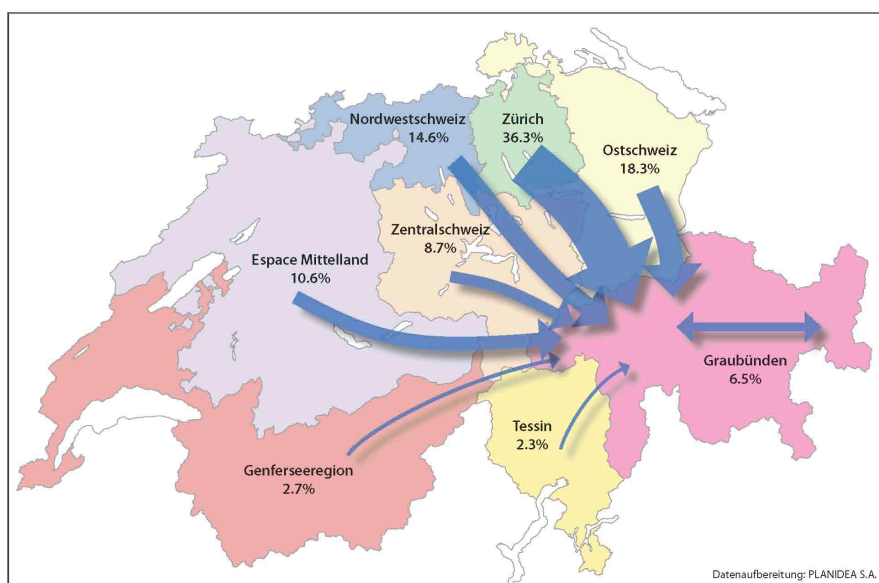 Nordwestschweiz
14.6%
Zürich
36.3%
Ostschweiz
18.3%
Zentralschweiz
8.7%
Espace Mittelland
10.6%
Graubünden
6.5%
Tessin
2.3%
Genferseeregion
2.7%
Datenaufbereitung: PLANIDEA S.A.